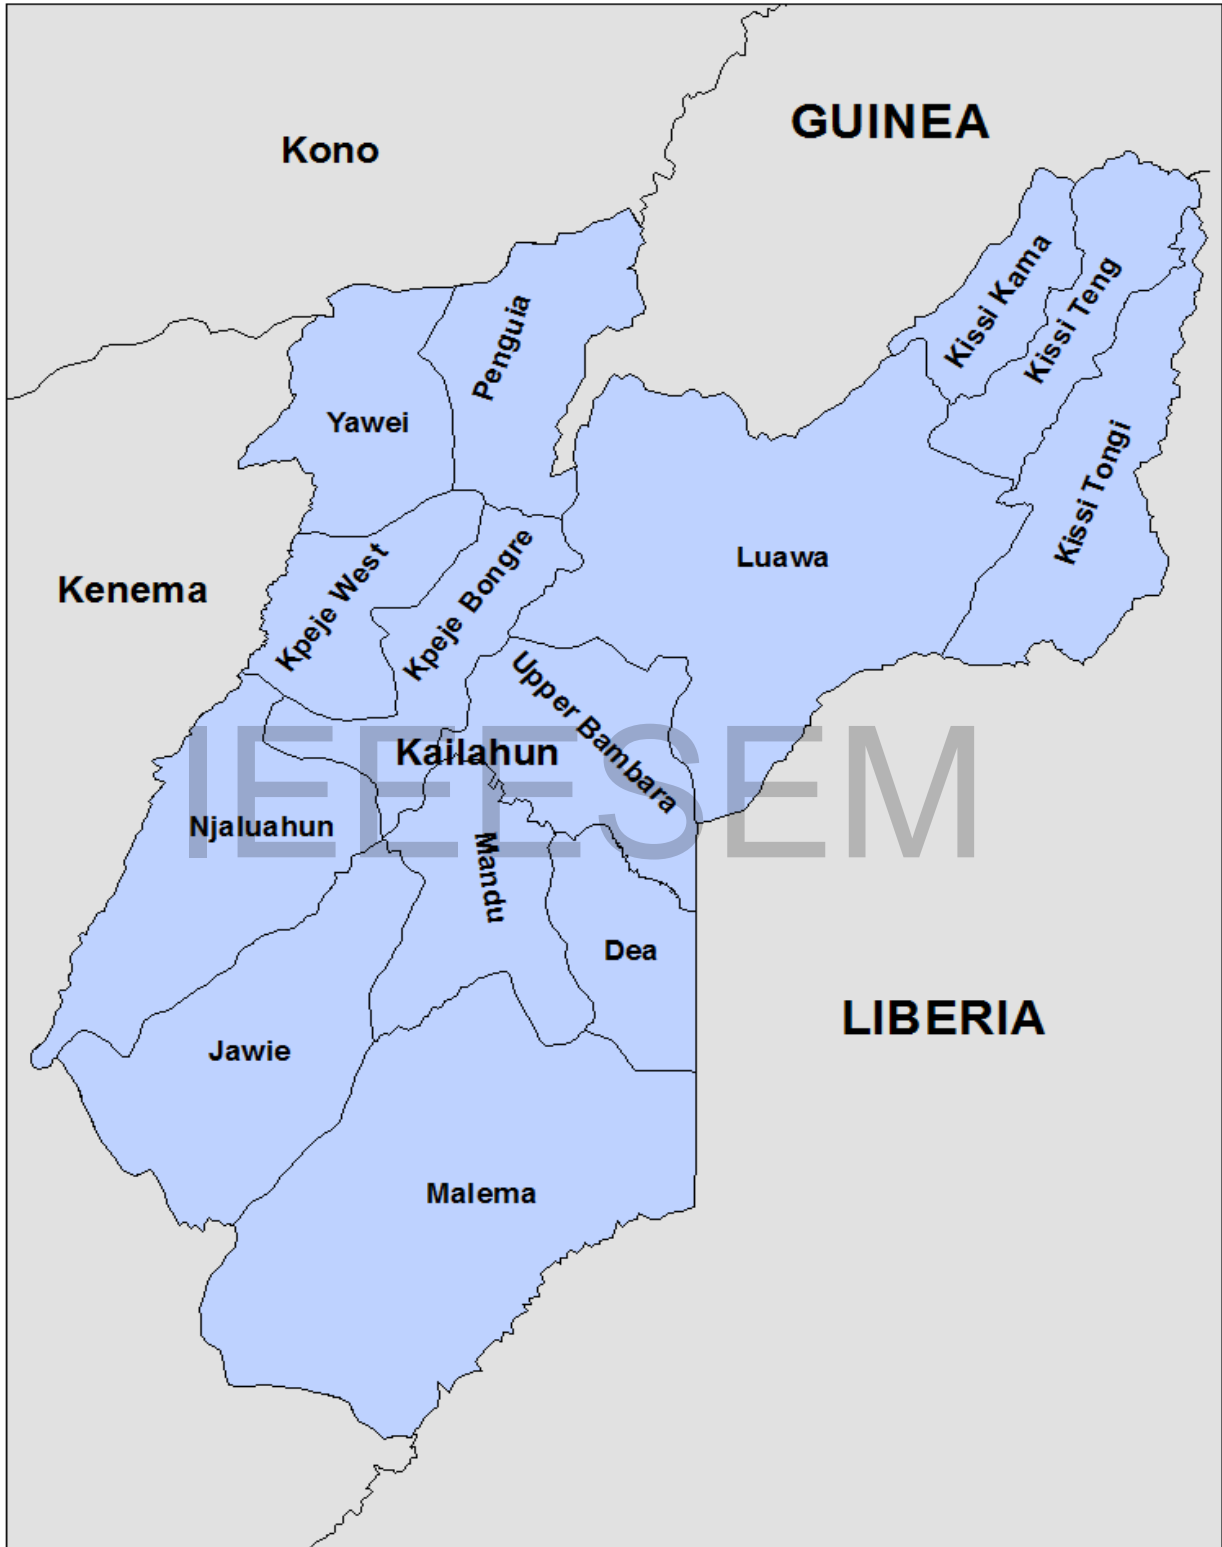 GUINEA
Kono
Kissi Kama
Kissi Teng
Penguia
Yawei
Kissi Tongi
Luawa
Kenema
Kpeje West
Kpeje Bongre
Upper Bambara
Kailahun
IEEESEM
Njaluahun
Mandu
Dea
LIBERIA
Jawie
Malema